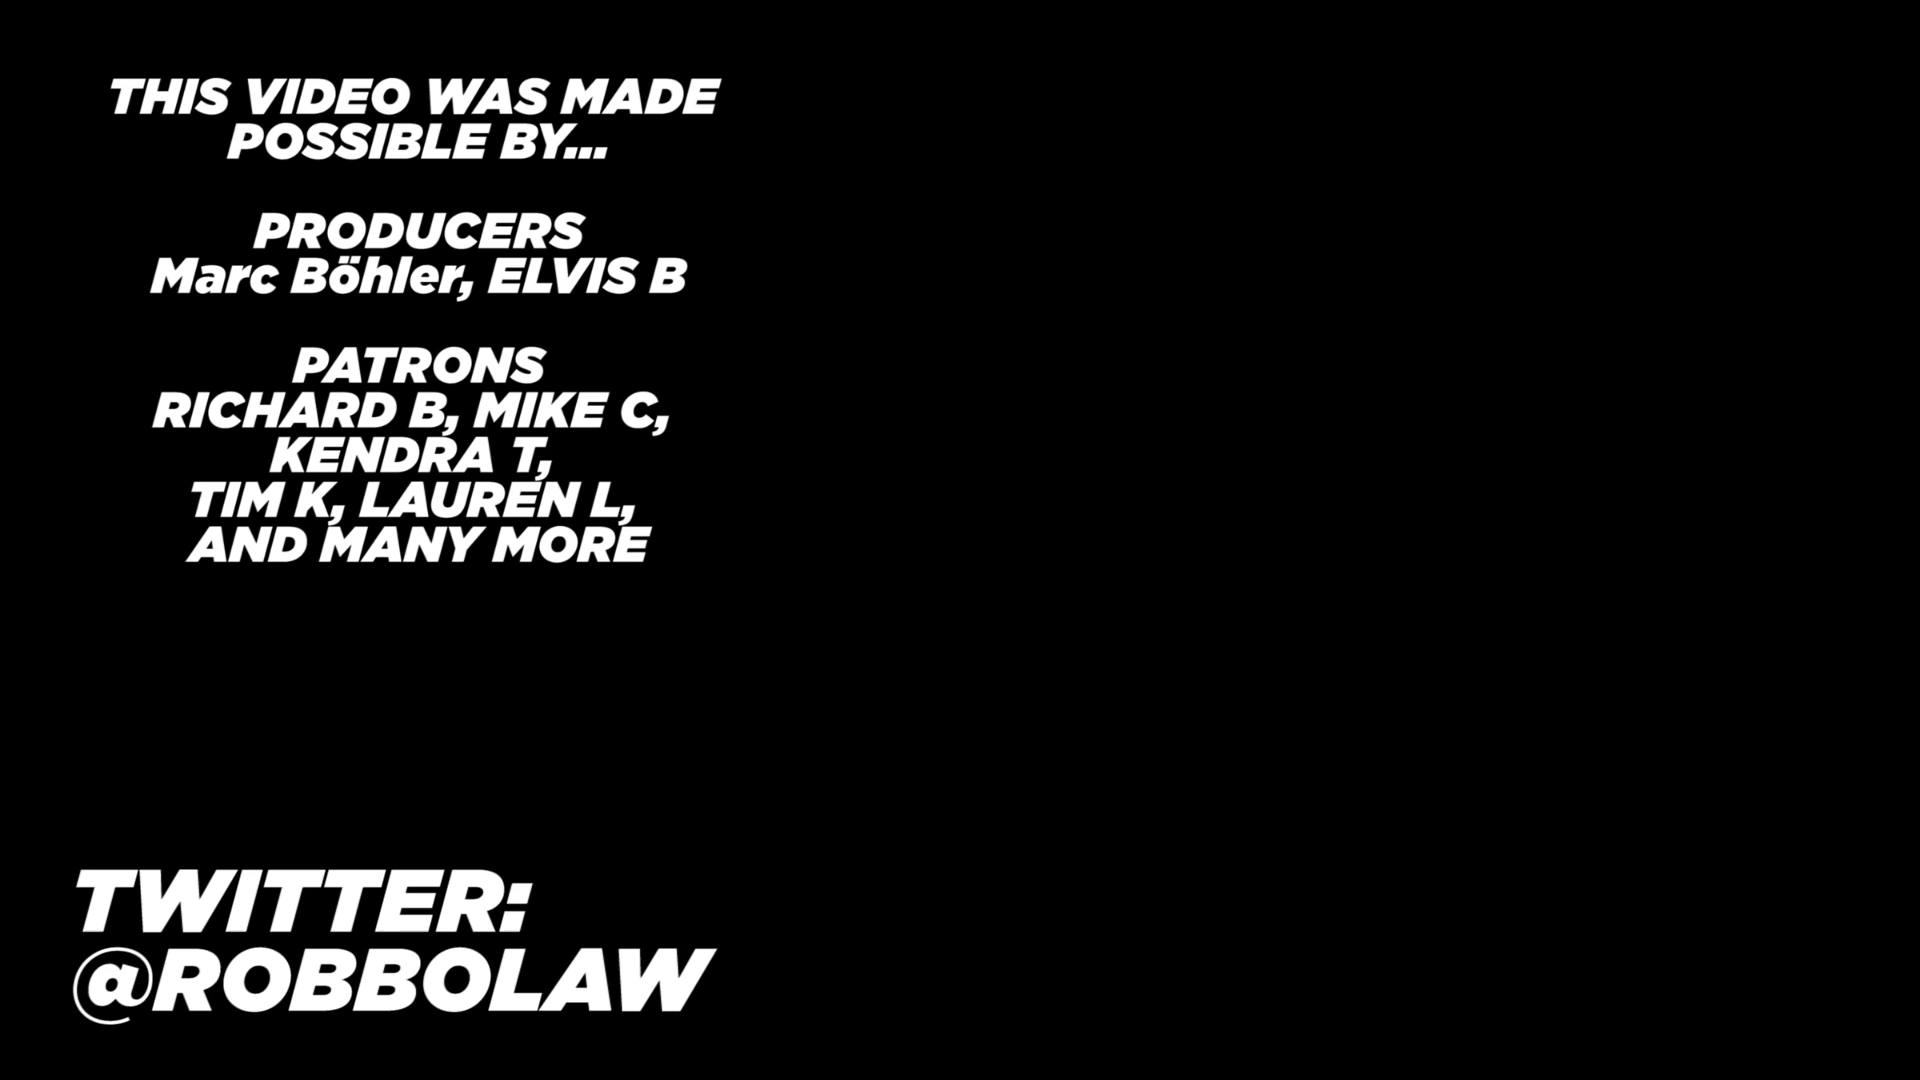 THIS VIDEO WAS MADE
POSSIBLE BY...
PRODUCERS
Marc Böhler, ELVIS B
PATRONS
RICHARD B, MIKE C,
KENDRA T,
TIM K, LAUREN L,
AND MANY MORE
TWITTER:
@ROBBOLAW